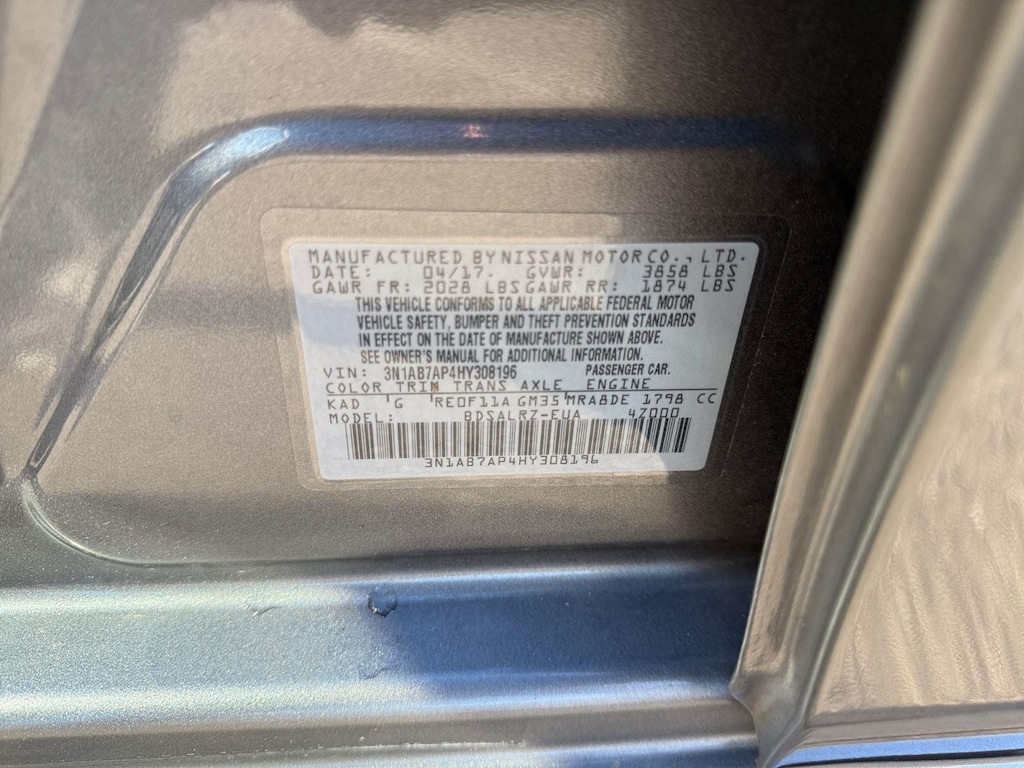 MANUFACTURED BY NISSAN MOTOR CO., LTD.
DATE: 04/17. GVWR: 3858 LBS
GAWR FR: 2028 LBS GAWR RR: 1874 LBS
THIS VEHICLE CONFORMS TO ALL APPLICABLE FEDERAL MOTOR
VEHICLE SAFETY, BUMPER AND THEFT PREVENTION STANDARDS
IN EFFECT ON THE DATE OF MANUFACTURE SHOWN ABOVE.
SEE OWNER'S MANUAL FOR ADDITIONAL INFORMATION.
VIN: 3N1AB7AP4HY308196 PASSENGER CAR.
COLOR TRIM TRANS AXLE ENGINE
KAD G RE0F11A GM35 MRA8DE 1798 CC
MODEL: BDSALRZ-EUA 4Z000
3N1AB7AP4HY308196